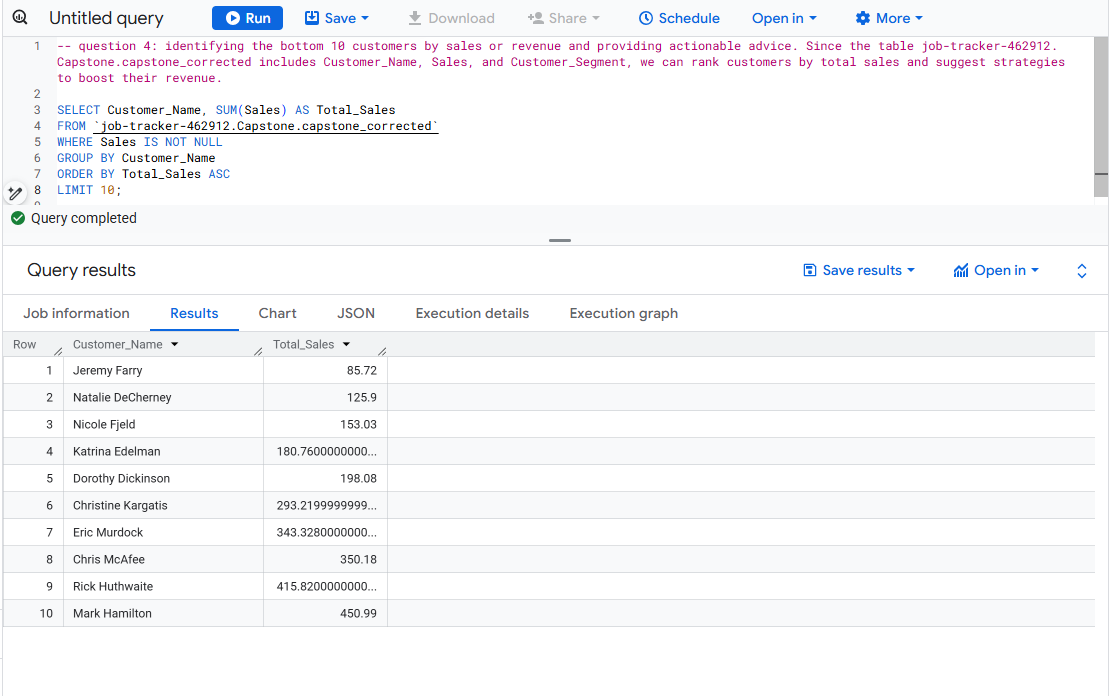 Untitled query Run Save Download Share Schedule Open in More
1 -- question 4: identifying the bottom 10 customers by sales or revenue and providing actionable advice. Since the table job-tracker-462912.
Capstone.capstone_corrected includes Customer_Name, Sales, and Customer_Segment, we can rank customers by total sales and suggest strategies
to boost their revenue.
2
3 SELECT Customer_Name, SUM(Sales) AS Total_Sales
4 FROM `job-tracker-462912.Capstone.capstone_corrected`
5 WHERE Sales IS NOT NULL
6 GROUP BY Customer_Name
7 ORDER BY Total_Sales ASC
8 LIMIT 10;
Query completed
Query results Save results Open in
Job information Results Chart JSON Execution details Execution graph
Row Customer_Name Total_Sales
1 Jeremy Farry 85.72
2 Natalie DeCherney 125.9
3 Nicole Fjeld 153.03
4 Katrina Edelman 180.7600000000...
5 Dorothy Dickinson 198.08
6 Christine Kargatis 293.2199999999...
7 Eric Murdock 343.3280000000...
8 Chris McAfee 350.18
9 Rick Huthwaite 415.8200000000...
10 Mark Hamilton 450.99